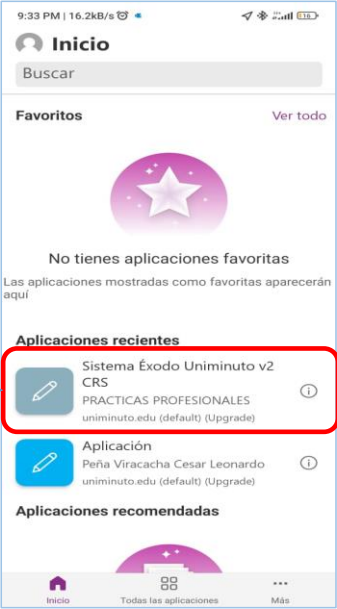 9:33 PM | 16.2kB/s
16
Inicio
Buscar
Favoritos
Ver todo
No tienes aplicaciones favoritas
Las aplicaciones mostradas como favoritas aparecerán
aquí
Aplicaciones recientes
Sistema Éxodo Uniminuto v2
CRS
PRACTICAS PROFESIONALES
uniminuto.edu (default) (Upgrade)
Aplicación
Peña Viracacha Cesar Leonardo
uniminuto.edu (default) (Upgrade)
Aplicaciones recomendadas
Inicio
Todas las aplicaciones
Más